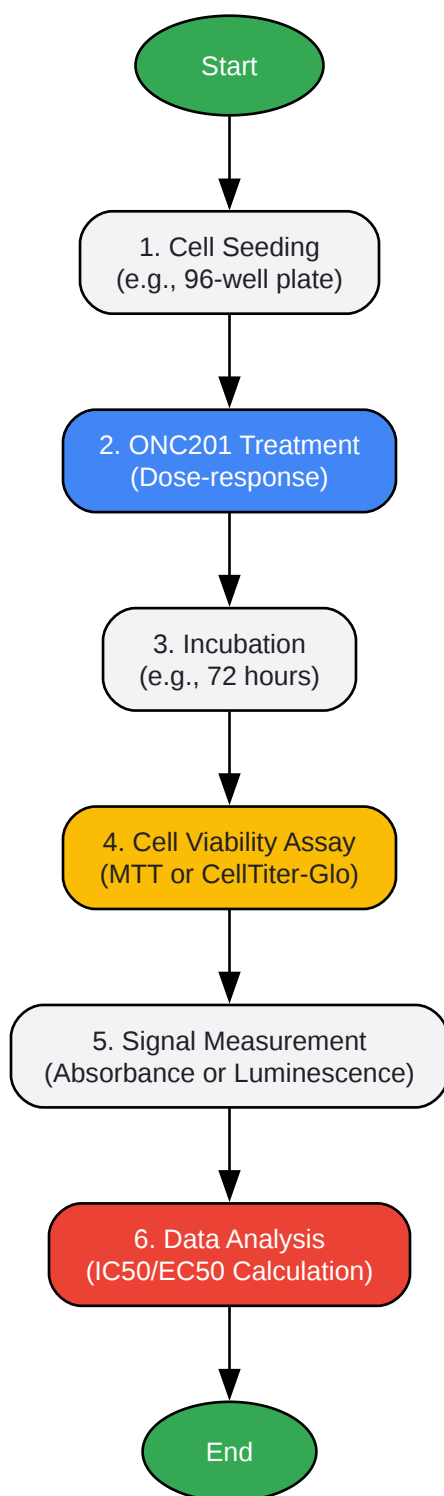 Start
1. Cell Seeding
(e.g., 96-well plate)
2. ONC201 Treatment
(Dose-response)
3. Incubation
(e.g., 72 hours)
4. Cell Viability Assay
(MTT or CellTiter-Glo)
5. Signal Measurement
(Absorbance or Luminescence)
6. Data Analysis
(IC50/EC50 Calculation)
End